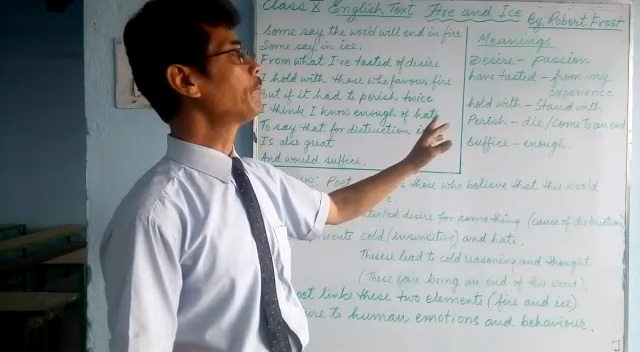 Class X English Text Fire and Ice By Robert Frost
Some say the world will end in fire
Some say in ice.
From what I've tasted of desire
I hold with those who favours fire
But if it had to perish twice
I think I know enough of hate
To say that for distruction i
Is also great
And would suffice.
Meanings
Desire - passion
have tasted - from my
experience
hold with - Stand with
Perish - die/come to an end
Suffice - enough
Poet those who believe that this world
desire for something (cause of distruction)
cold (insensitive) and hate.
These lead to cold reasoning and thought
(These can bring an end of this world).
links these two elements (fire and ice)
to human emotions and behaviour.